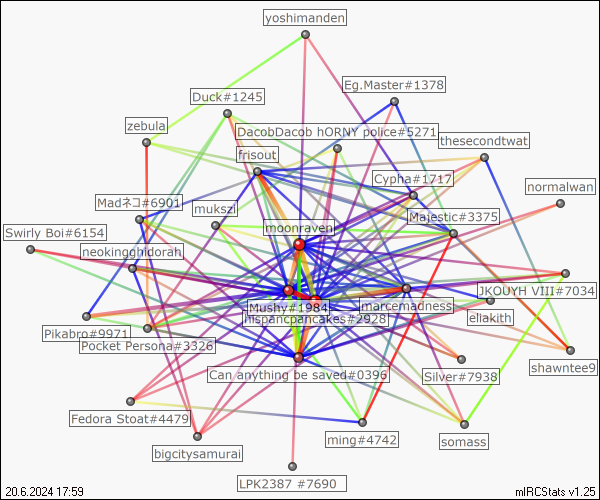 yoshimanden
Eg.Master#1378
Duck#1245
DacobDacob hORNY police#5271
zebula
thesecondtwat
frisout
Cypha#1717
normalwan
Madネコ#6901
mukszi
Majestic#3375
moonraven
Swirly Boi#6154
neokingghidorah
JKOUYH VIII#7034
Mushy#1984
marcemadness
hispancpancakes#2928
eliakith
Pikabro#9971
Pocket Persona#3326
shawntee9
Can anything be saved#0396
Silver#7938
Fedora Stoat#4479
ming#4742
somass
bigcitysamurai
LPK2387 #7690
20.6.2024 17:59
mIRCStats v1.25